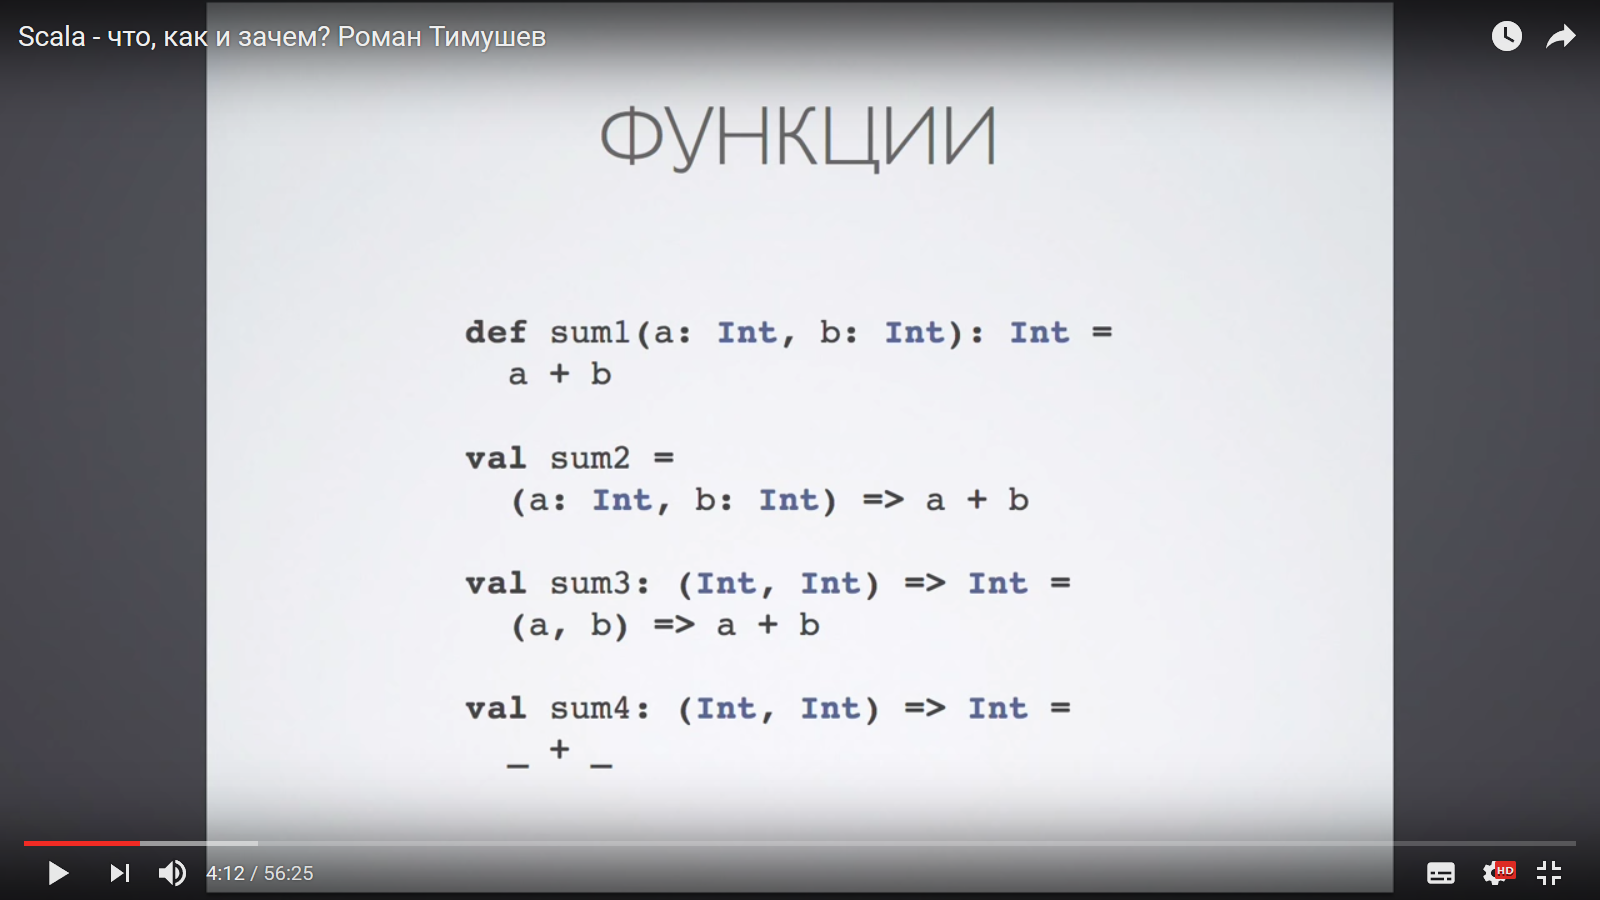 Scala - что, как и зачем? Роман Тимушев
ФУНКЦИИ
def sum1(a: Int, b: Int): Int =
  a + b
val sum2 =
  (a: Int, b: Int) => a + b
val sum3: (Int, Int) => Int =
  (a, b) => a + b
val sum4: (Int, Int) => Int =
  _ + _
4:12 / 56:25
HD